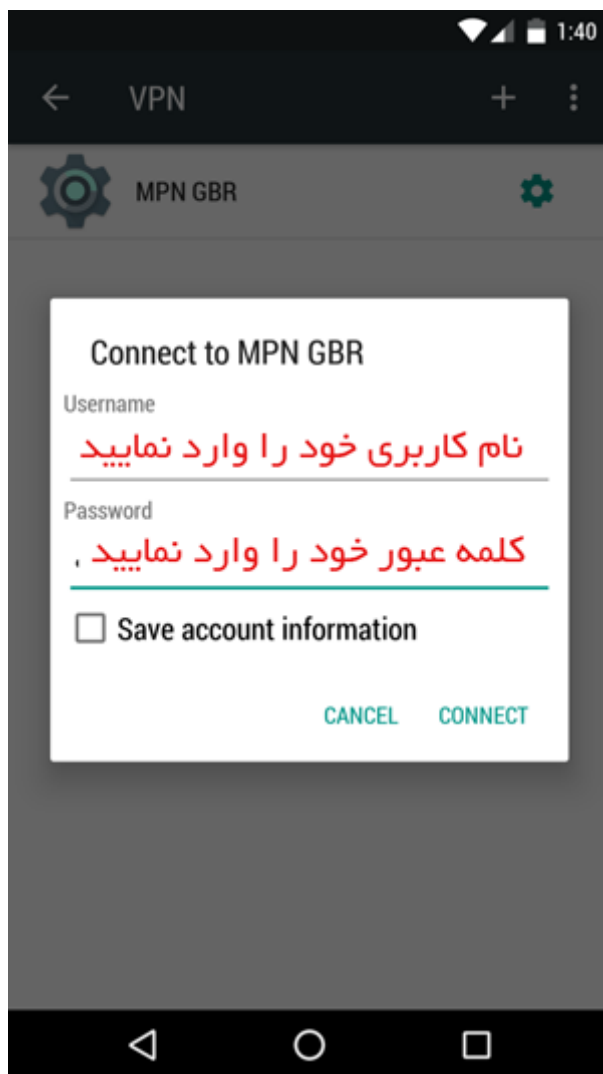 1:40
VPN
MPN GBR
Connect to MPN GBR
Username
نام کاربری خود را وارد نمایید
Password
کلمه عبور خود را وارد نمایید
Save account information
CANCEL CONNECT